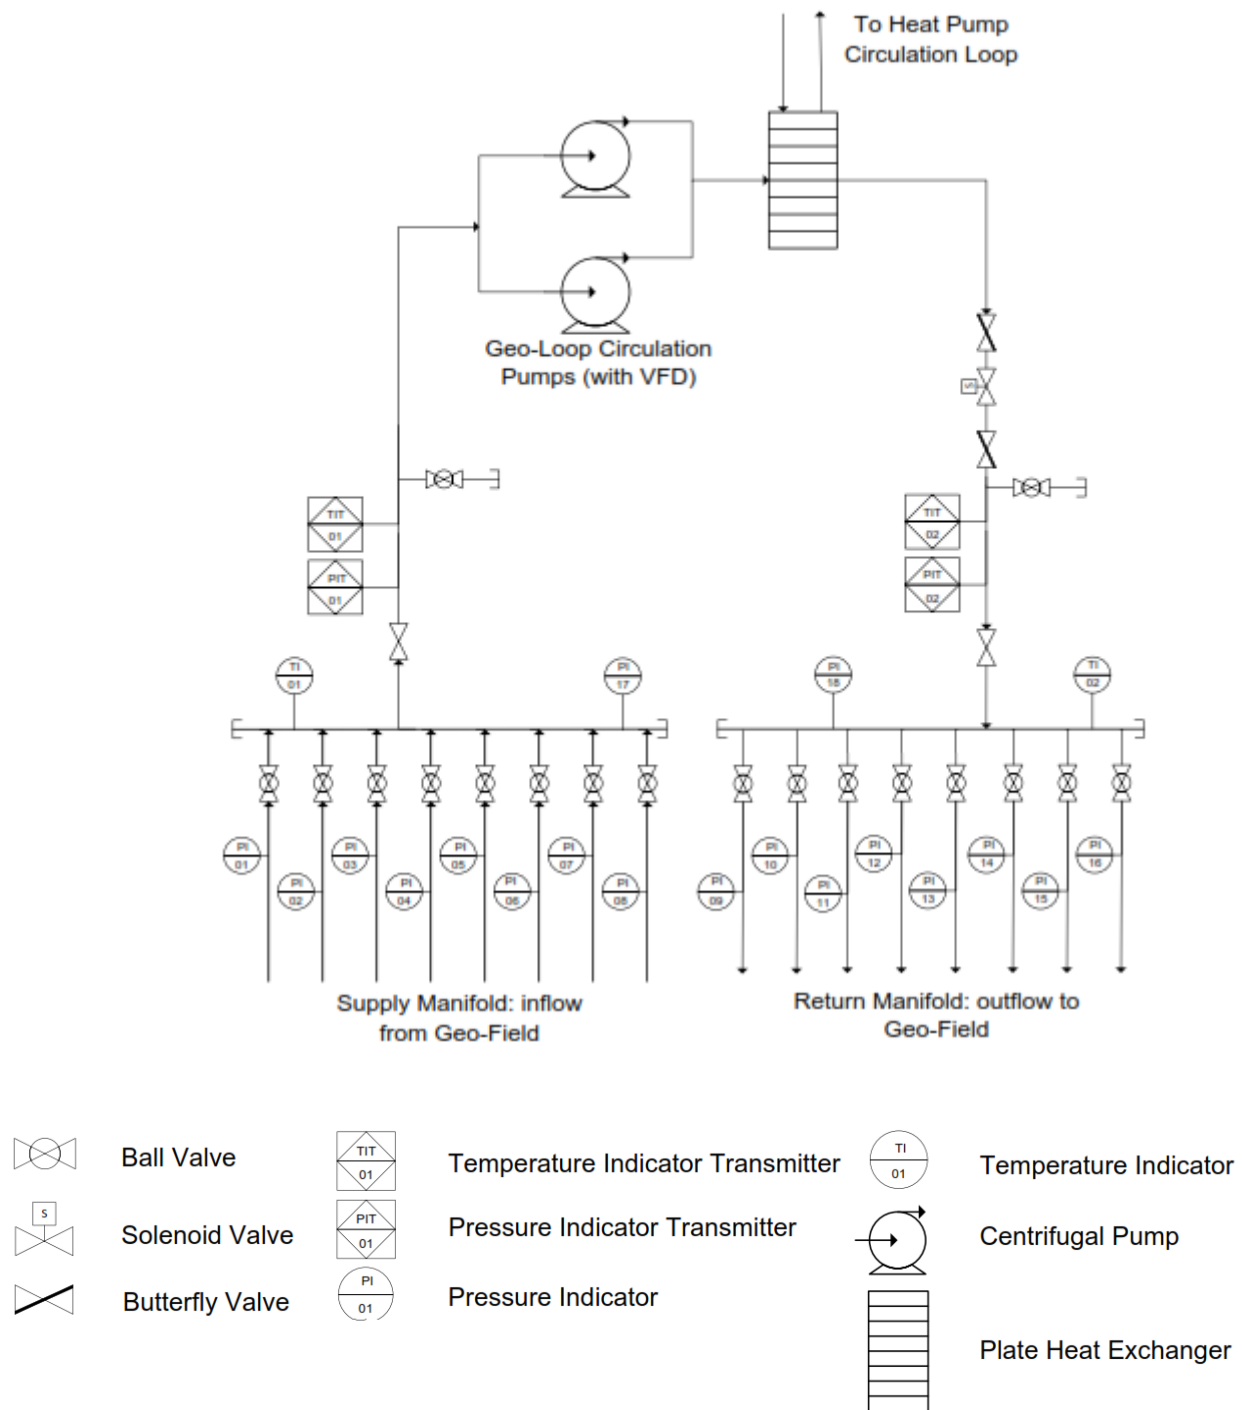 To Heat Pump
Circulation Loop
Geo-Loop Circulation
Pumps (with VFD)
S
TIT
01
PIT
01
TIT
02
PIT
02
TI
01
PI
17
PI
18
TI
02
PI
01
PI
02
PI
03
PI
04
PI
05
PI
06
PI
07
PI
08
PI
09
PI
10
PI
11
PI
12
PI
13
PI
14
PI
15
PI
16
Supply Manifold: inflow
from Geo-Field
Return Manifold: outflow to
Geo-Field
Ball Valve
S
Solenoid Valve
Butterfly Valve
TIT
01
Temperature Indicator Transmitter
PIT
01
Pressure Indicator Transmitter
PI
01
Pressure Indicator
TI
01
Temperature Indicator
Centrifugal Pump
Plate Heat Exchanger